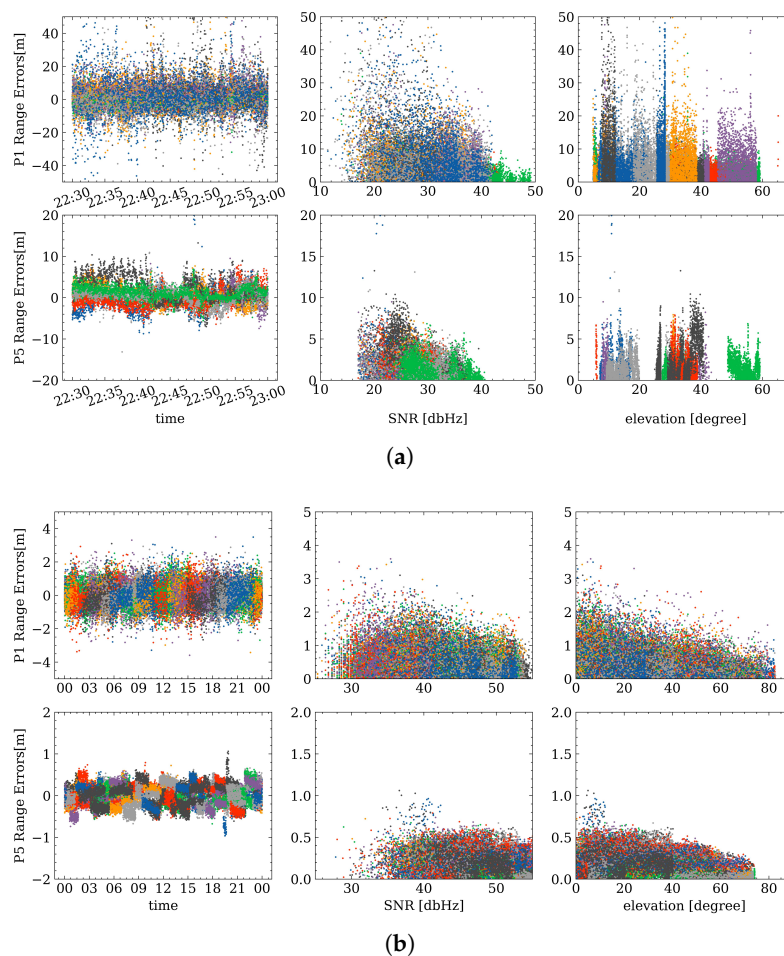 P1 Range Errors[m]
40
20
0
−20
−40
22:30 22:35 22:40 22:45 22:50 22:55 23:00
50
40
30
20
10
0
10 20 30 40 50
50
40
30
20
10
0
0 20 40 60
P5 Range Errors[m]
20
10
0
−10
−20
22:30 22:35 22:40 22:45 22:50 22:55 23:00
time
20
15
10
5
0
10 20 30 40 50
SNR [dbHz]
20
15
10
5
0
0 20 40 60
elevation [degree]
(a)
P1 Range Errors[m]
4
2
0
−2
−4
00 03 06 09 12 15 18 21 00
5
4
3
2
1
0
30 40 50
5
4
3
2
1
0
0 20 40 60 80
P5 Range Errors[m]
2
1
0
−1
−2
00 03 06 09 12 15 18 21 00
time
2.0
1.5
1.0
0.5
0.0
30 40 50
SNR [dbHz]
2.0
1.5
1.0
0.5
0.0
0 20 40 60 80
elevation [degree]
(b)